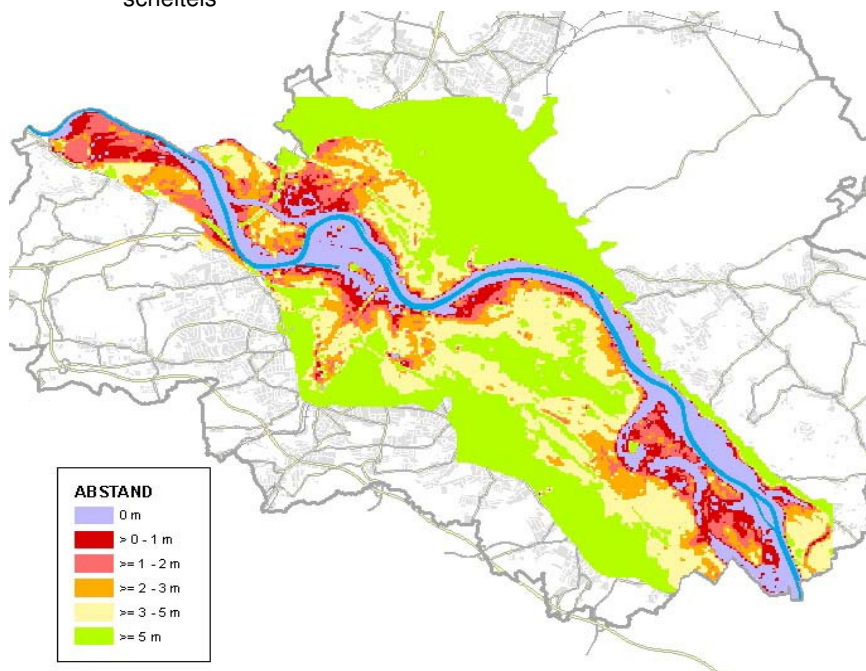 scheitels
ABSTAND
0 m
> 0 - 1 m
>= 1 - 2 m
>= 2 - 3 m
>= 3 - 5 m
>= 5 m